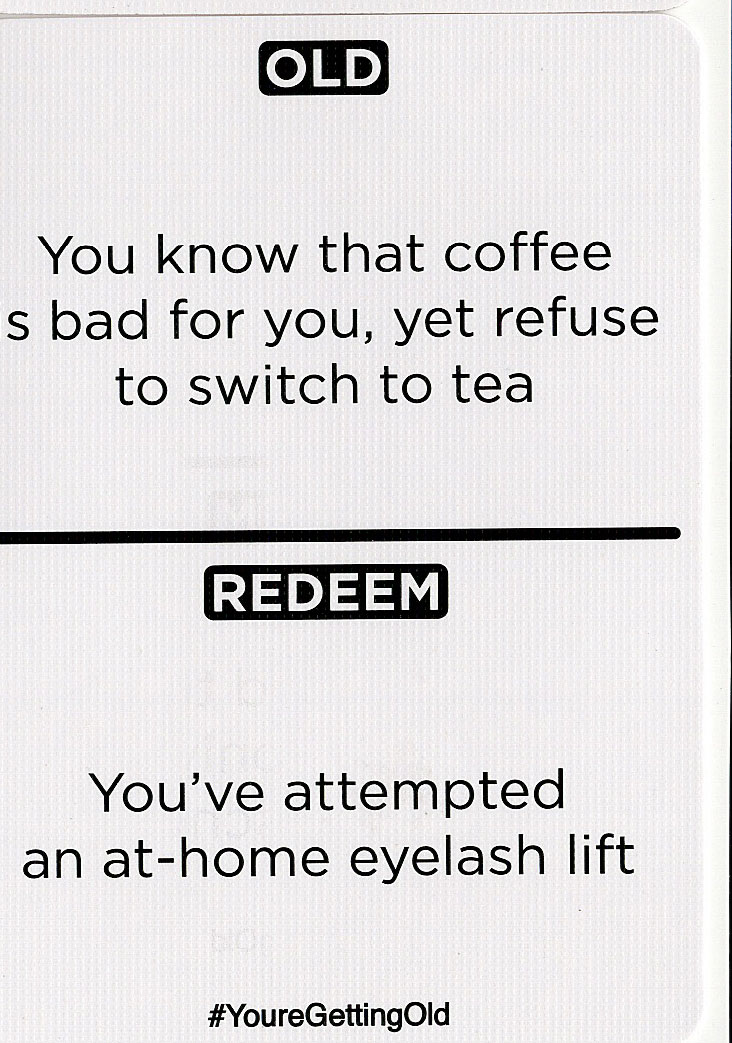 OLD
You know that coffee
s bad for you, yet refuse
to switch to tea
REDEEM
You've attempted
an at-home eyelash lift
#YoureGettingOld